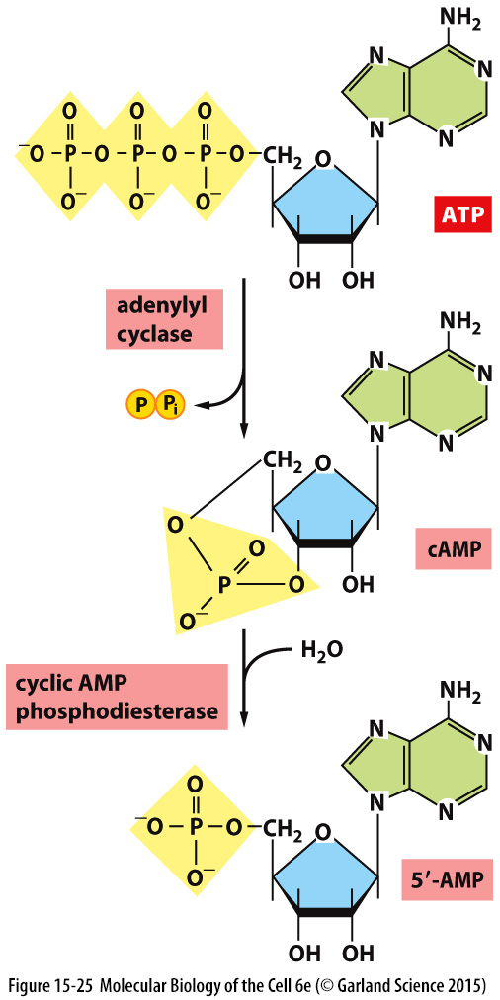 NH2
N
N
O
O
O
–O–P–O–P–O–P–O–CH2
O
N
N
O–
O–
O–
ATP
OH OH
adenylyl
cyclase
P Pi
NH2
N
N
N
N
CH2
O
O
O
cAMP
P
O
OH
O–
H2O
cyclic AMP
phosphodiesterase
NH2
N
N
O
N
N
–O–P–O–CH2
O
O–
5′-AMP
OH OH
Figure 15-25 Molecular Biology of the Cell 6e (© Garland Science 2015)